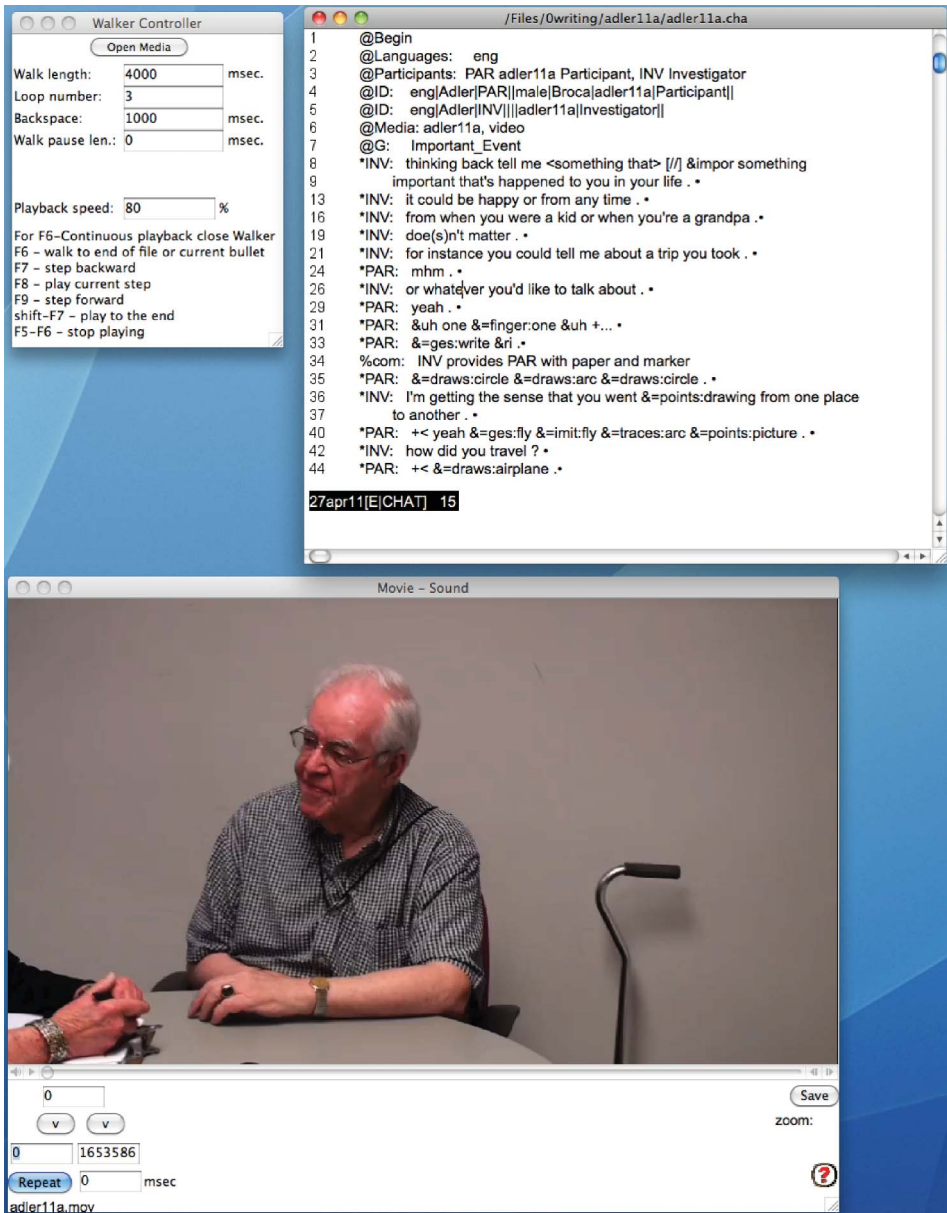 Walker Controller
Open Media
Walk length: 4000 msec.
Loop number: 3
Backspace: 1000 msec.
Walk pause len.: 0 msec.
Playback speed: 80 %
For F6-Continuous playback close Walker
F6 – walk to end of file or current bullet
F7 – step backward
F8 – play current step
F9 – step forward
shift-F7 – play to the end
F5-F6 – stop playing
/Files/0writing/adler11a/adler11a.cha
1 @Begin
2 @Languages: eng
3 @Participants: PAR adler11a Participant, INV Investigator
4 @ID: eng|Adler|PAR||male|Broca|adler11a|Participant||
5 @ID: eng|Adler|INV||||adler11a|Investigator||
6 @Media: adler11a, video
7 @G: Important_Event
8 *INV: thinking back tell me <something that> [//] &impor something
9 important that's happened to you in your life . •
13 *INV: it could be happy or from any time . •
16 *INV: from when you were a kid or when you're a grandpa .•
19 *INV: doe(s)n't matter . •
21 *INV: for instance you could tell me about a trip you took . •
24 *PAR: mhm . •
26 *INV: or whatever you'd like to talk about . •
29 *PAR: yeah . •
31 *PAR: &uh one &=finger:one &uh +... •
33 *PAR: &=ges:write &ri .•
34 %com: INV provides PAR with paper and marker
35 *PAR: &=draws:circle &=draws:arc &=draws:circle . •
36 *INV: I'm getting the sense that you went &=points:drawing from one place
37 to another . •
40 *PAR: +< yeah &=ges:fly &=imit:fly &=traces:arc &=points:picture . •
42 *INV: how did you travel ? •
44 *PAR: +< &=draws:airplane .•
27apr11[E|CHAT] 15
Movie – Sound
0
Save
v v
zoom:
0 1653586
Repeat 0 msec
?
adler11a.mov